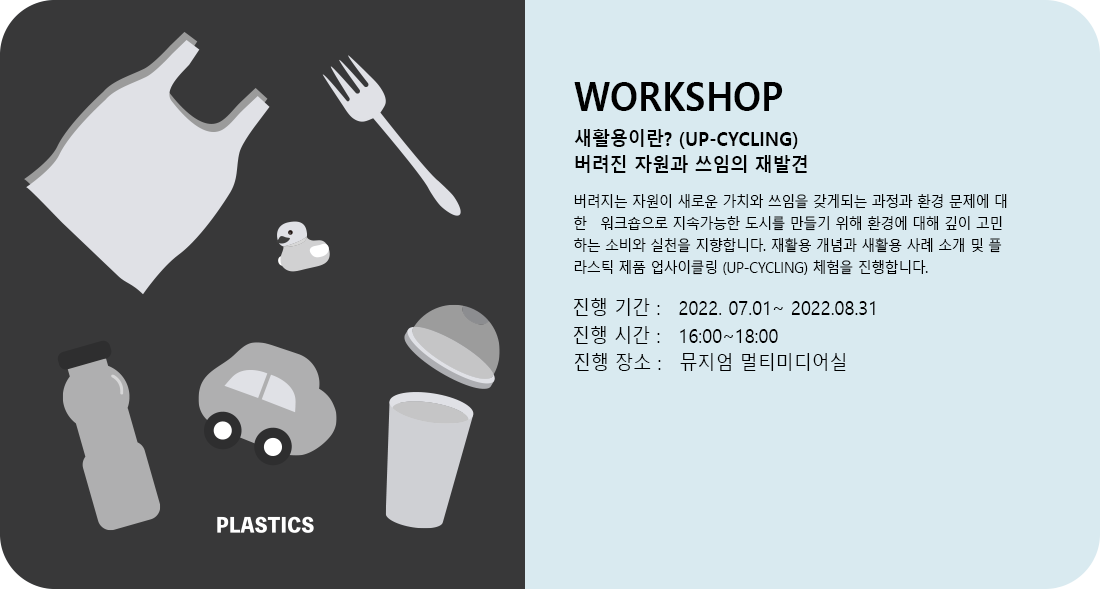 WORKSHOP
새활용이란? (UP-CYCLING)
버려진 자원과 쓰임의 재발견
버려지는 자원이 새로운 가치와 쓰임을 갖게되는 과정과 환경 문제에 대
한 워크숍으로 지속가능한 도시를 만들기 위해 환경에 대해 깊이 고민
하는 소비와 실천을 지향합니다. 재활용 개념과 새활용 사례 소개 및 플
라스틱 제품 업사이클링 (UP-CYCLING) 체험을 진행합니다.
진행 기간 : 2022. 07.01~ 2022.08.31
진행 시간 : 16:00~18:00
진행 장소 : 뮤지엄 멀티미디어실
PLASTICS